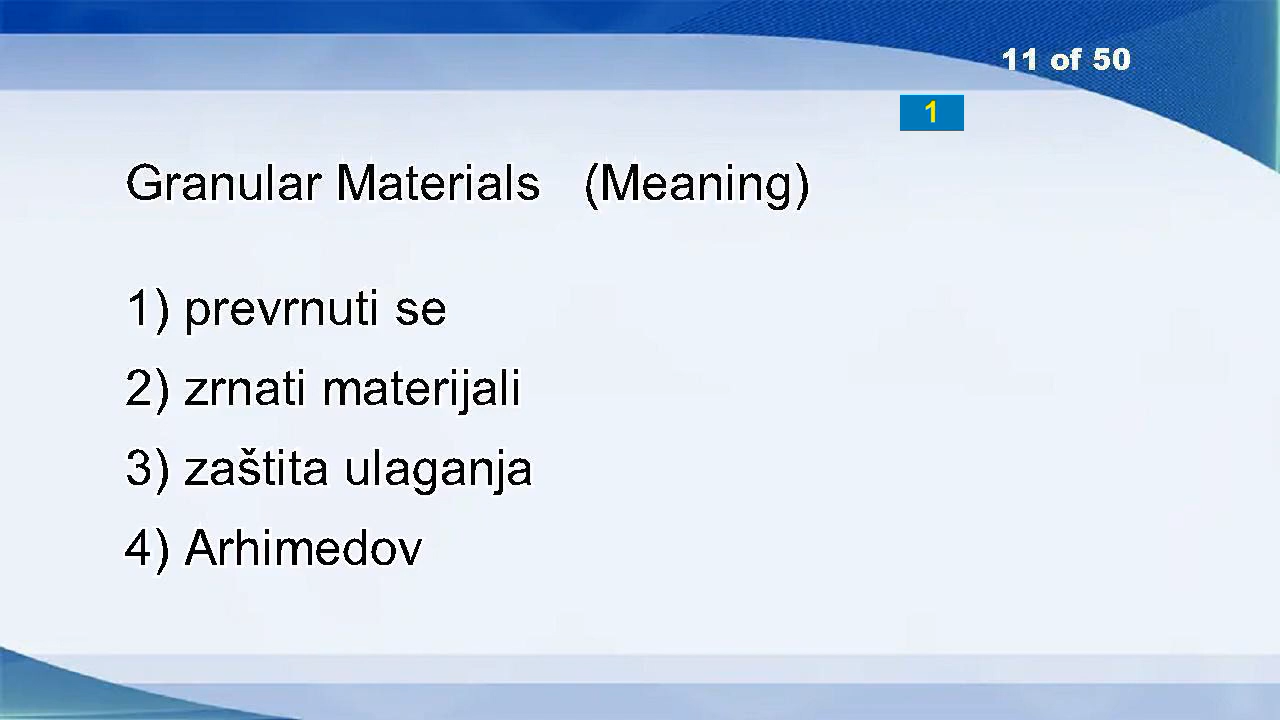 11 of 50
1
Granular Materials (Meaning)
1) prevrnuti se
2) zrnati materijali
3) zaštita ulaganja
4) Arhimedov